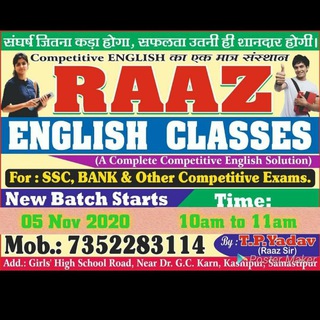 संघर्ष जितना कड़ा होगा, सफलता उतनी ही शानदार होगी।
Competitive ENGLISH का एक मात्र संस्थान
RAAZ
ENGLISH CLASSES
(A Complete Competitive English Solution)
For : SSC, BANK & Other Competitive Exams.
New Batch Starts
Time:
05 Nov 2020
10am to 11am
Mob.: 7352283114
By : T.P.Yadav
(Raaz Sir)
Add.: Girls' High School Road, Near Dr. G.C. Karn, Kashipur, Samastipur
Poster Maker